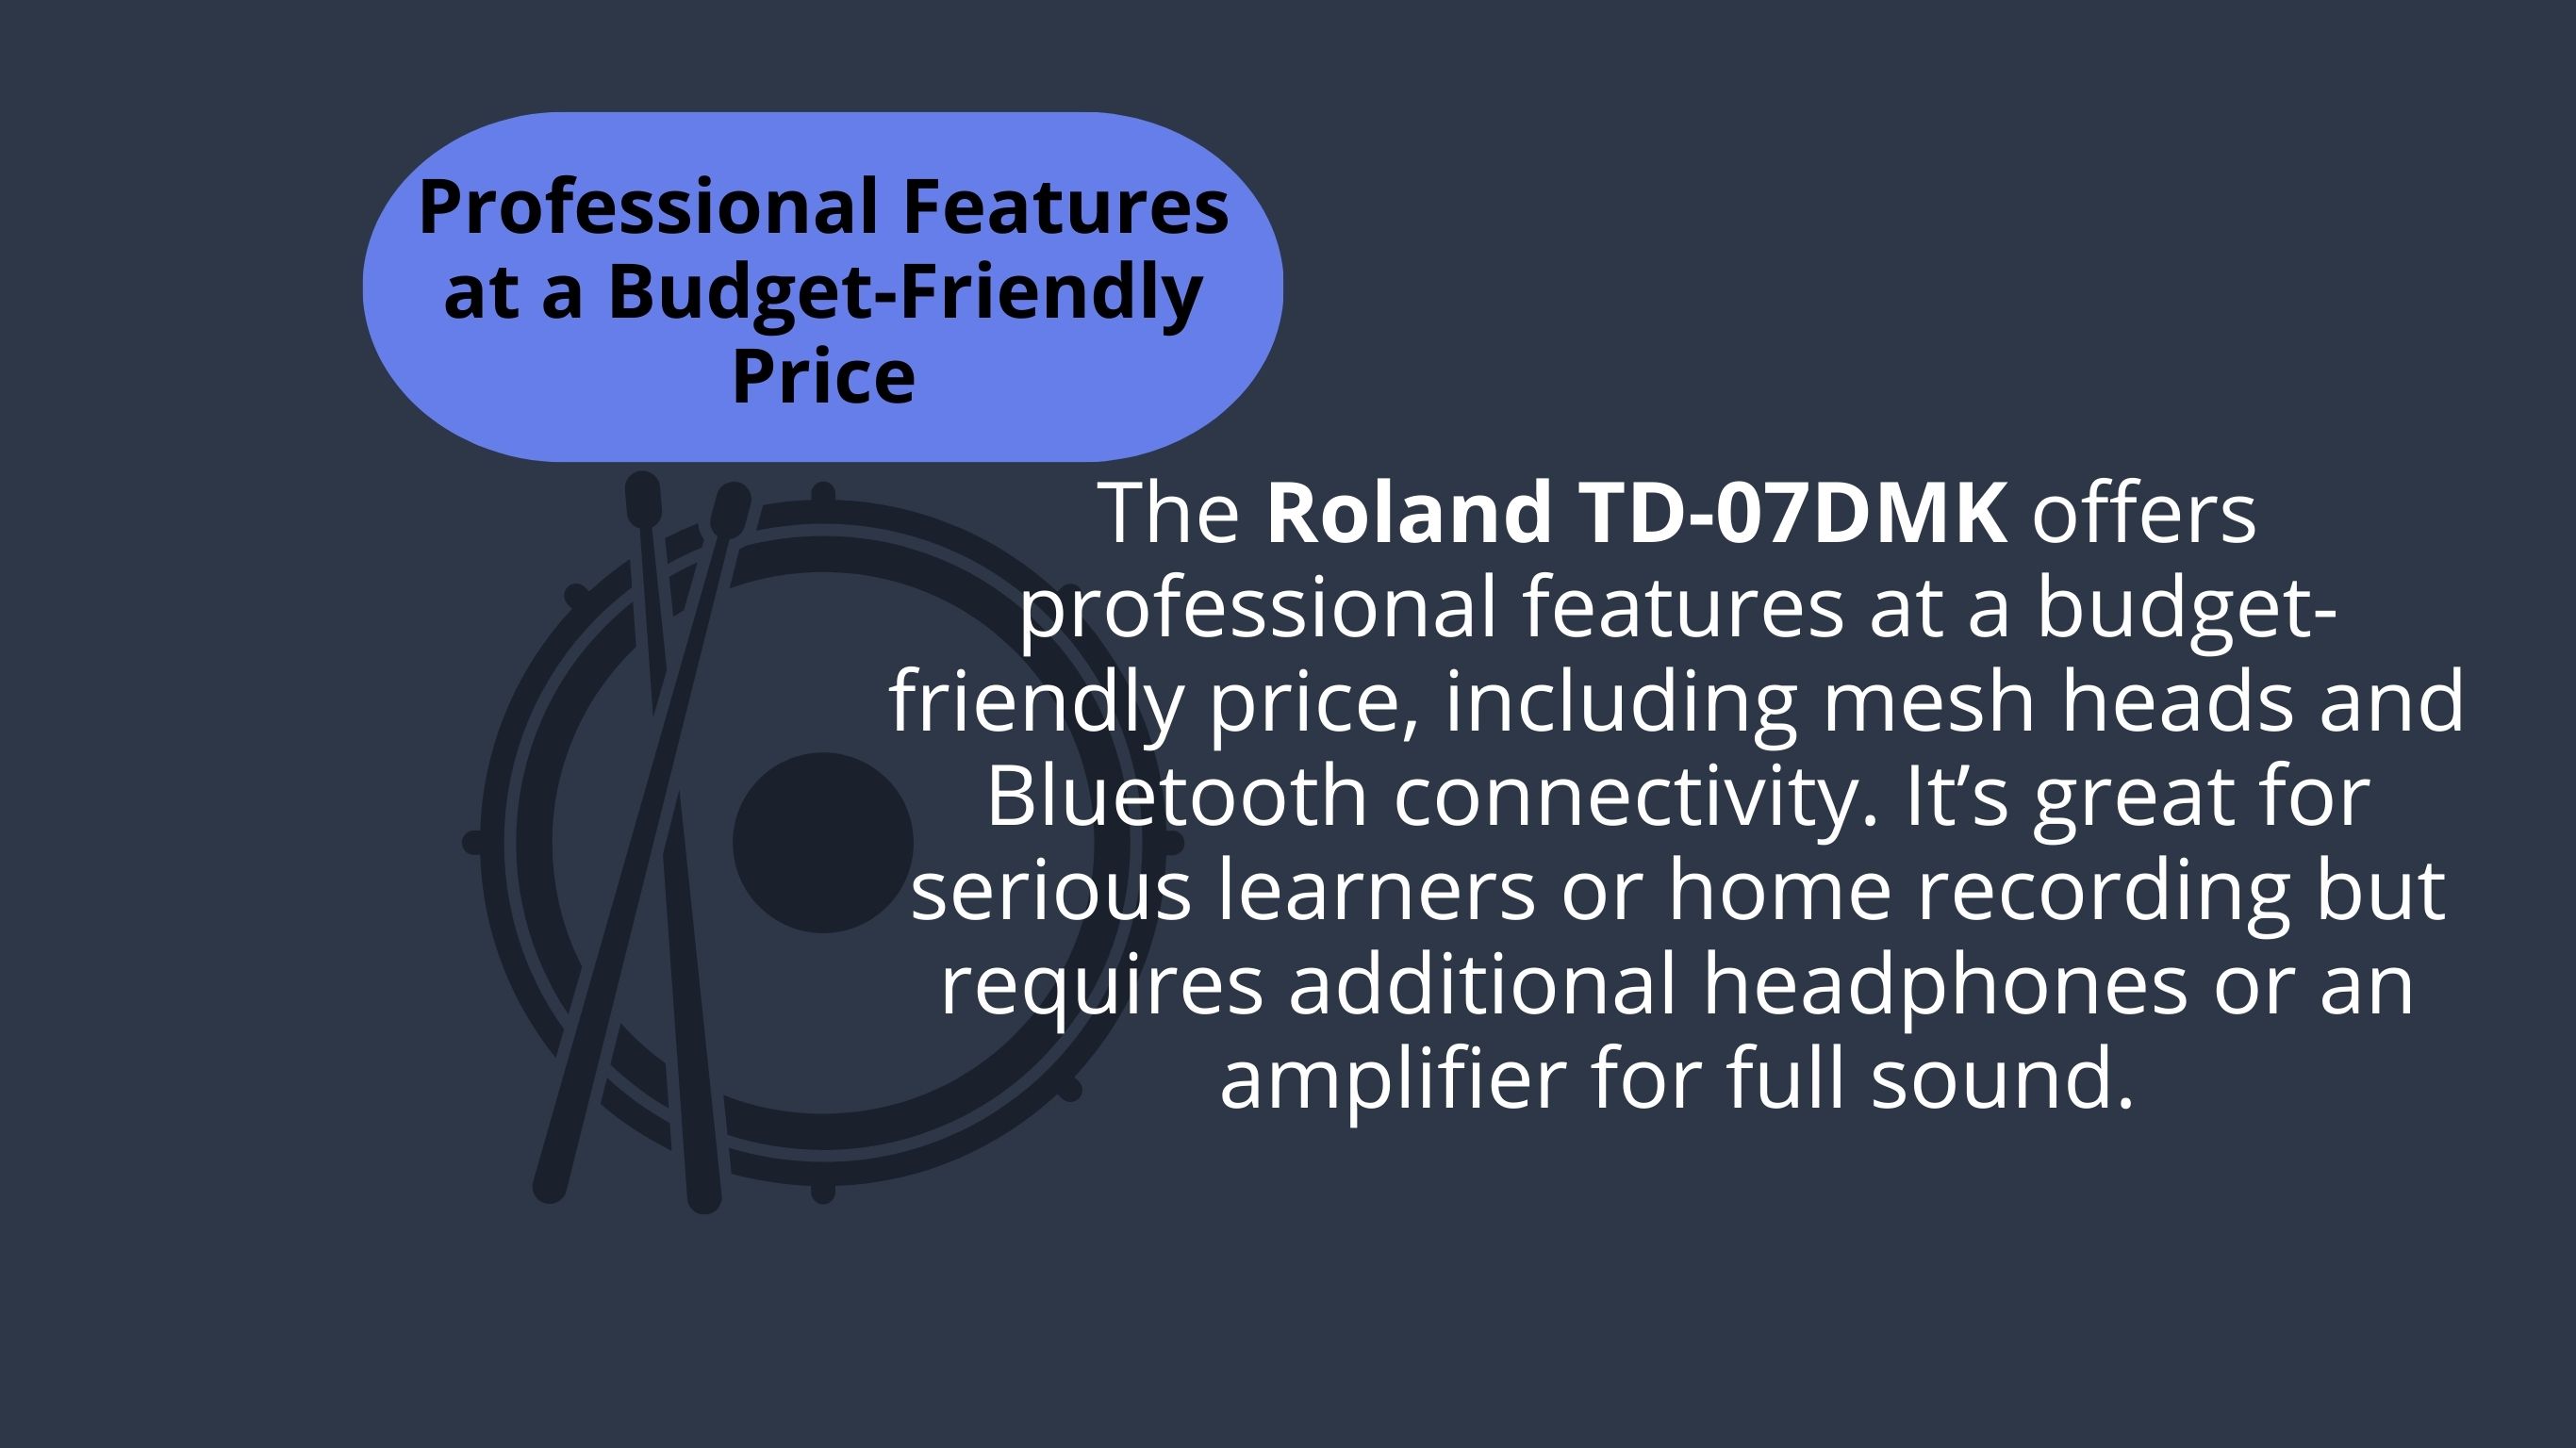 Professional Features
at a Budget-Friendly
Price
The Roland TD-07DMK offers
professional features at a budget-
friendly price, including mesh heads and
Bluetooth connectivity. It’s great for
serious learners or home recording but
requires additional headphones or an
amplifier for full sound.